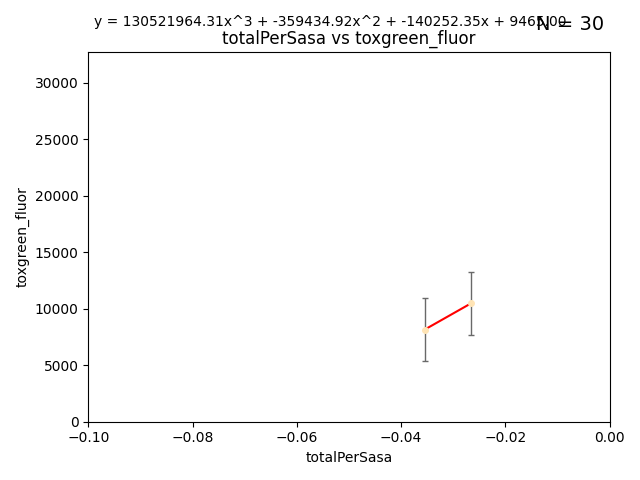 y = 130521964.31x^3 + -359434.92x^2 + -140252.35x + 9465.00
N = 30
totalPerSasa vs toxgreen_fluor
30000
25000
20000
15000
10000
5000
0
toxgreen_fluor
−0.10
−0.08
−0.06
−0.04
−0.02
0.00
totalPerSasa